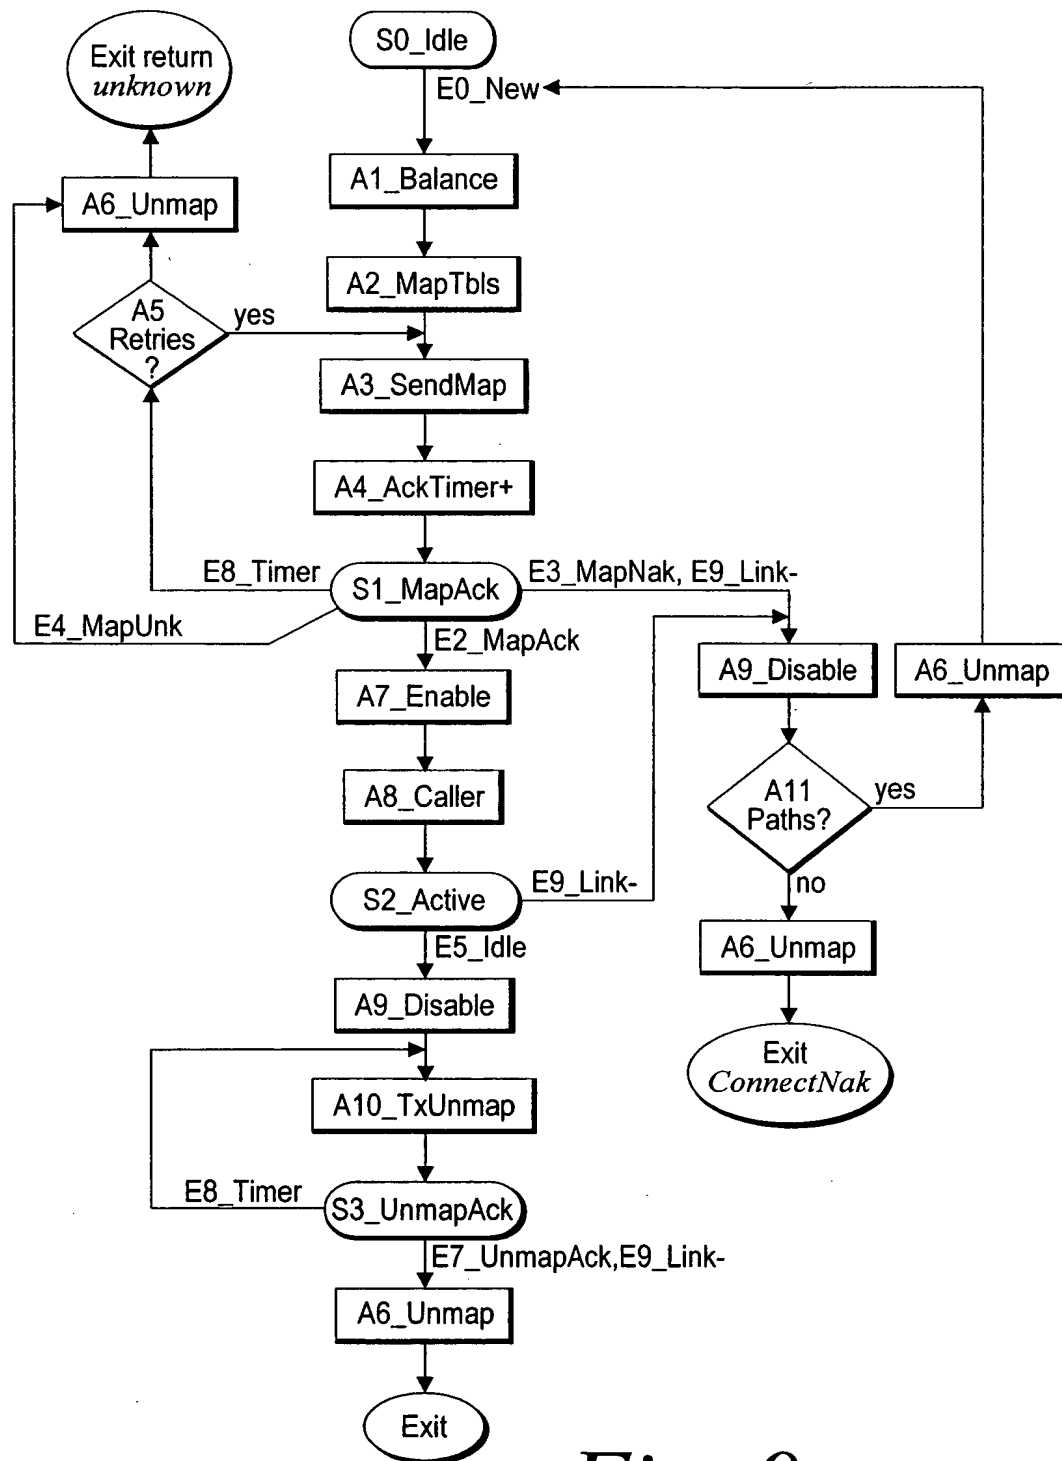 S0_Idle
Exit return
unknown
E0_New
A1_Balance
A6_Unmap
A2_MapTbls
A5
Retries
?
yes
A3_SendMap
A4_AckTimer+
E8_Timer
S1_MapAck
E3_MapNak, E9_Link-
E4_MapUnk
E2_MapAck
A9_Disable
A6_Unmap
A7_Enable
A8_Caller
A11
Paths?
yes
no
S2_Active
E9_Link-
E5_Idle
A6_Unmap
A9_Disable
Exit
ConnectNak
A10_TxUnmap
E8_Timer
S3_UnmapAck
E7_UnmapAck,E9_Link-
A6_Unmap
Exit